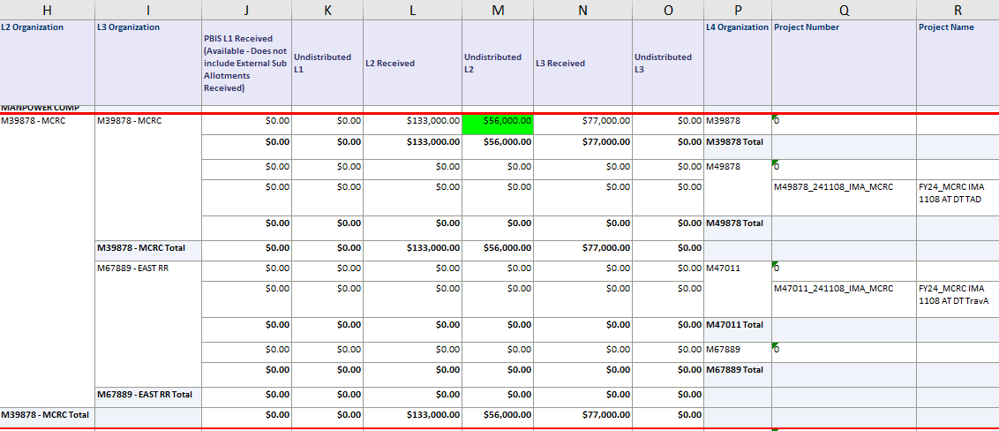 H I J K L M N O P Q R
L2 Organization L3 Organization PBIS L1 Received (Available - Does not include External Sub Allotments Received) Undistributed L1 L2 Received Undistributed L2 L3 Received Undistributed L3 L4 Organization Project Number Project Name
MANPOWER COMP
M39878 - MCRC M39878 - MCRC $0.00 $0.00 $133,000.00 $56,000.00 $77,000.00 $0.00 M39878 0
$0.00 $0.00 $133,000.00 $56,000.00 $77,000.00 $0.00 M39878 Total
$0.00 $0.00 $0.00 $0.00 $0.00 $0.00 M49878 0
$0.00 $0.00 $0.00 $0.00 $0.00 $0.00 M49878_241108_IMA_MCRC FY24_MCRC IMA
1108 AT DT TAD
$0.00 $0.00 $0.00 $0.00 $0.00 $0.00 M49878 Total
M39878 - MCRC Total $0.00 $0.00 $133,000.00 $56,000.00 $77,000.00 $0.00
M67889 - EAST RR $0.00 $0.00 $0.00 $0.00 $0.00 $0.00 M47011 0
$0.00 $0.00 $0.00 $0.00 $0.00 $0.00 M47011_241108_IMA_MCRC FY24_MCRC IMA
1108 AT DT TravA
$0.00 $0.00 $0.00 $0.00 $0.00 $0.00 M47011 Total
$0.00 $0.00 $0.00 $0.00 $0.00 $0.00 M67889 0
$0.00 $0.00 $0.00 $0.00 $0.00 $0.00 M67889 Total
M67889 - EAST RR Total $0.00 $0.00 $0.00 $0.00 $0.00 $0.00
M39878 - MCRC Total $0.00 $0.00 $133,000.00 $56,000.00 $77,000.00 $0.00